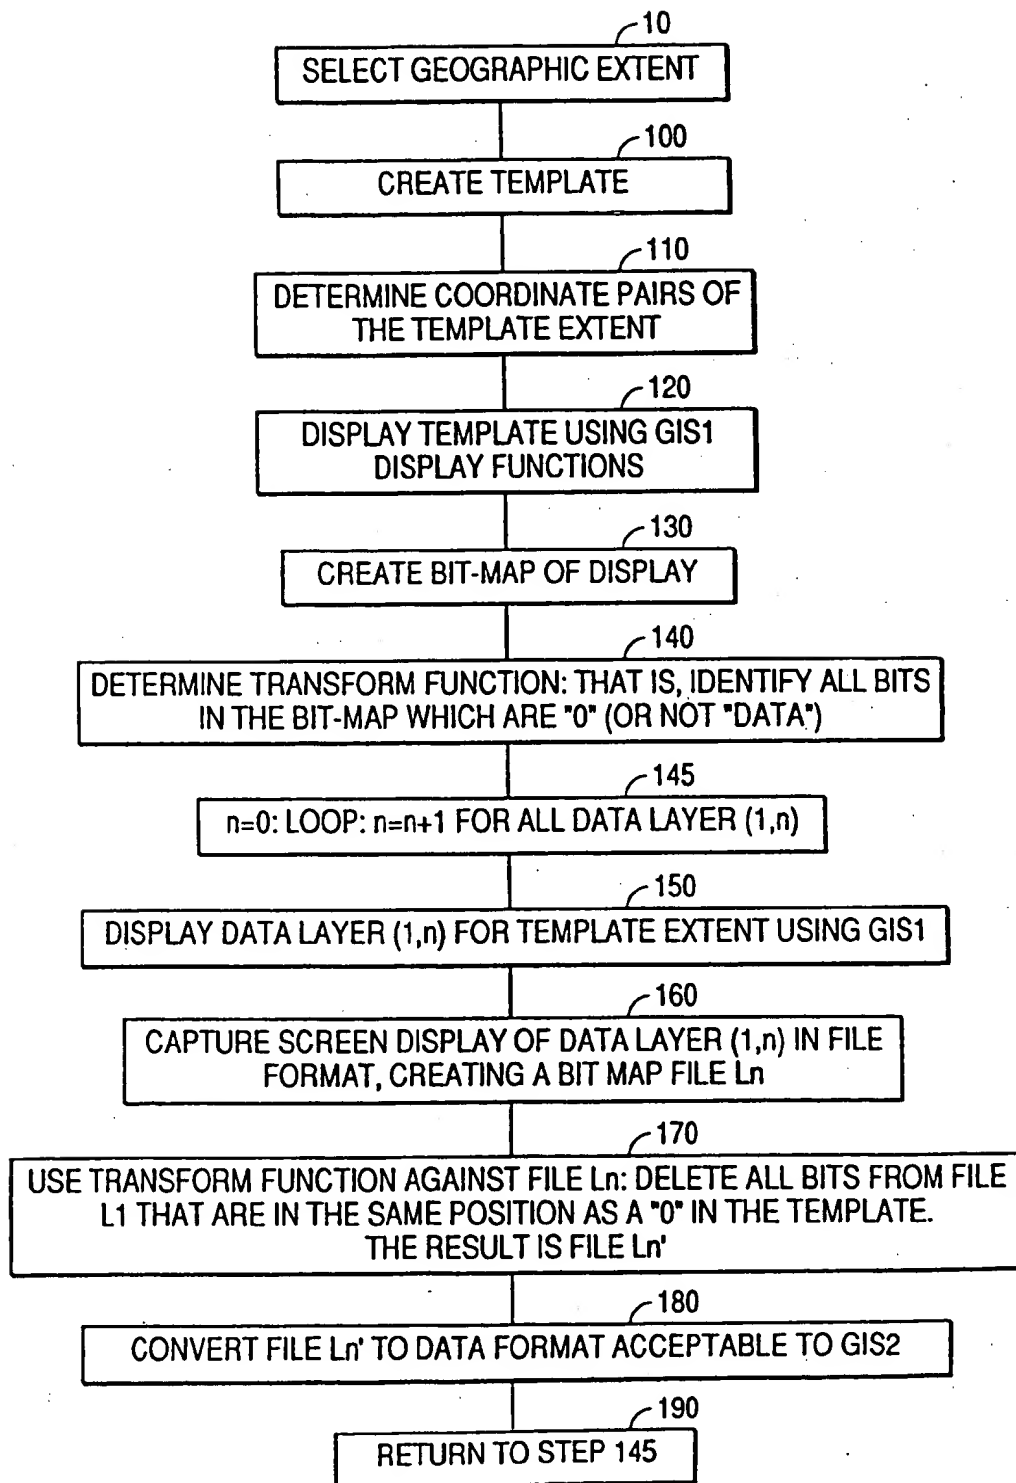 10
SELECT GEOGRAPHIC EXTENT
100
CREATE TEMPLATE
110
DETERMINE COORDINATE PAIRS OF
THE TEMPLATE EXTENT
120
DISPLAY TEMPLATE USING GIS1
DISPLAY FUNCTIONS
130
CREATE BIT-MAP OF DISPLAY
140
DETERMINE TRANSFORM FUNCTION: THAT IS, IDENTIFY ALL BITS
IN THE BIT-MAP WHICH ARE "0" (OR NOT "DATA")
145
n=0: LOOP: n=n+1 FOR ALL DATA LAYER (1,n)
150
DISPLAY DATA LAYER (1,n) FOR TEMPLATE EXTENT USING GIS1
160
CAPTURE SCREEN DISPLAY OF DATA LAYER (1,n) IN FILE
FORMAT, CREATING A BIT MAP FILE Ln
170
USE TRANSFORM FUNCTION AGAINST FILE Ln: DELETE ALL BITS FROM FILE
L1 THAT ARE IN THE SAME POSITION AS A "0" IN THE TEMPLATE.
THE RESULT IS FILE Ln'
180
CONVERT FILE Ln' TO DATA FORMAT ACCEPTABLE TO GIS2
190
RETURN TO STEP 145